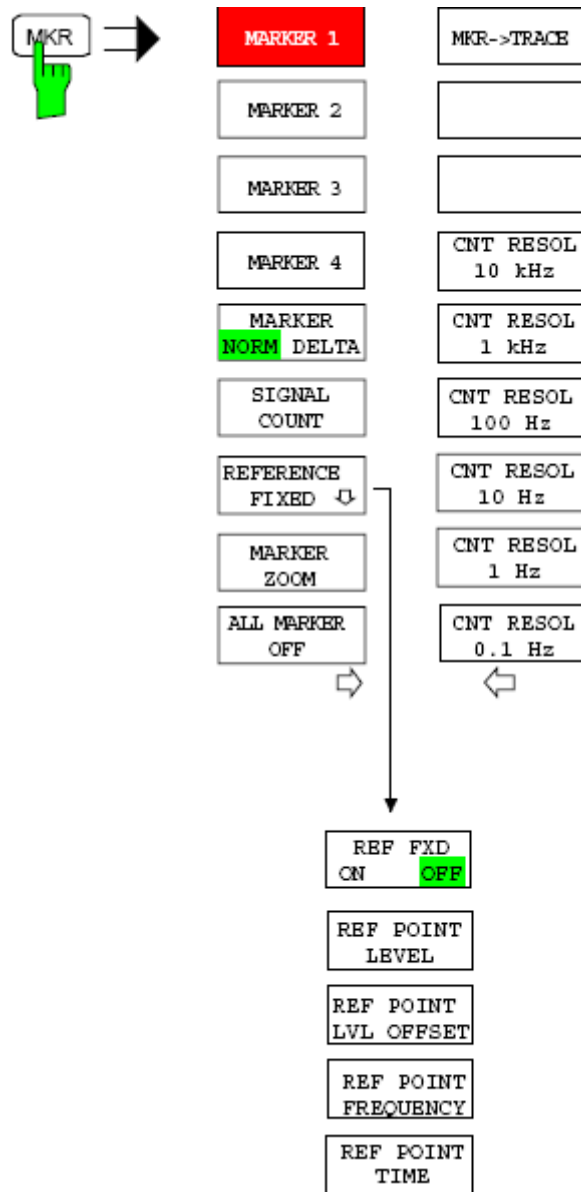 MKR
MARKER 1
MARKER 2
MARKER 3
MARKER 4
MARKER
NORM DELTA
SIGNAL
COUNT
REFERENCE
FIXED
MARKER
ZOOM
ALL MARKER
OFF
MKR->TRACE
CNT RESOL
10 kHz
CNT RESOL
1 kHz
CNT RESOL
100 Hz
CNT RESOL
10 Hz
CNT RESOL
1 Hz
CNT RESOL
0.1 Hz
REF FXD
ON OFF
REF POINT
LEVEL
REF POINT
LVL OFFSET
REF POINT
FREQUENCY
REF POINT
TIME